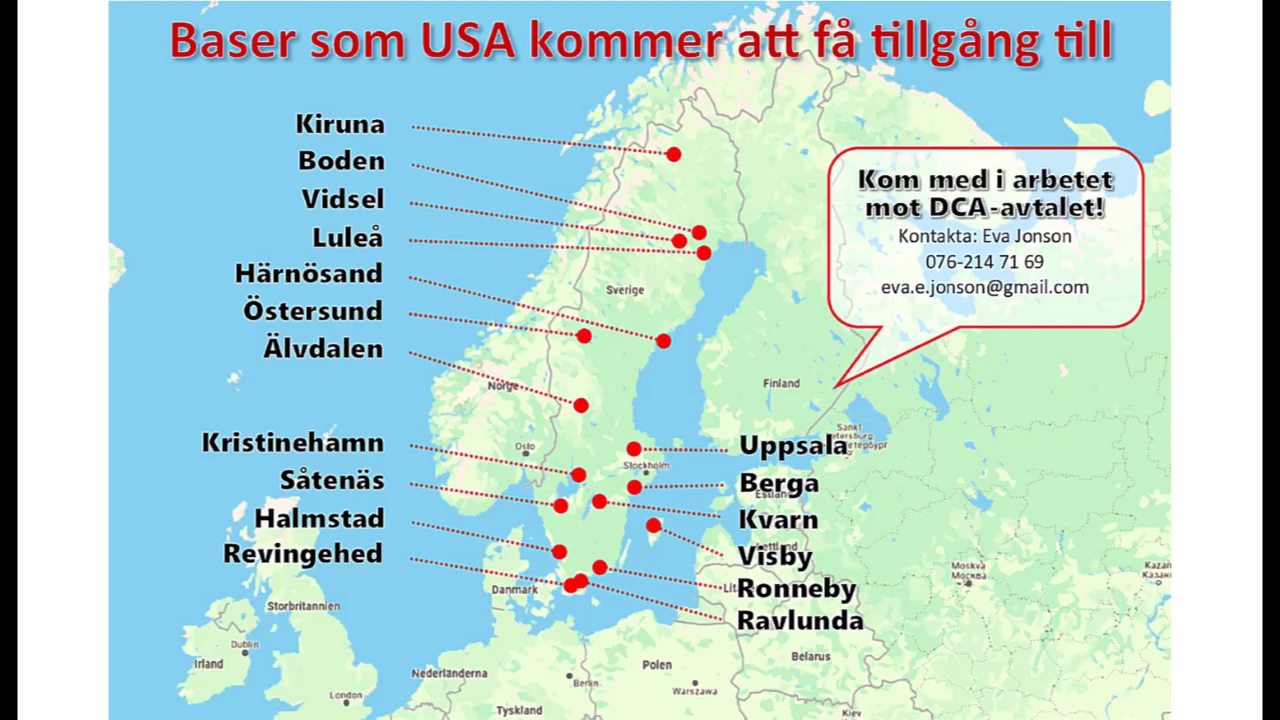 Baser som USA kommer att få tillgång till
Kiruna
Boden
Vidsel
Luleå
Härnösand
Östersund
Älvdalen
Kristinehamn
Såtenäs
Halmstad
Revingehed
Kom med i arbetet
mot DCA-avtalet!
Kontakta: Eva Jonson
076-214 71 69
eva.e.jonson@gmail.com
Uppsala
Berga
Kvarn
Visby
Ronneby
Ravlunda
Sverige
Norge
Finland
Oslo
Stockholm
Sankt
Estland
Lettland
Moskva
Москва
Danmark
Storbritannien
Dublin
Irland
London
Nederländerna
Berlin
Tyskland
Polen
Warszawa
Belarus
Kiev